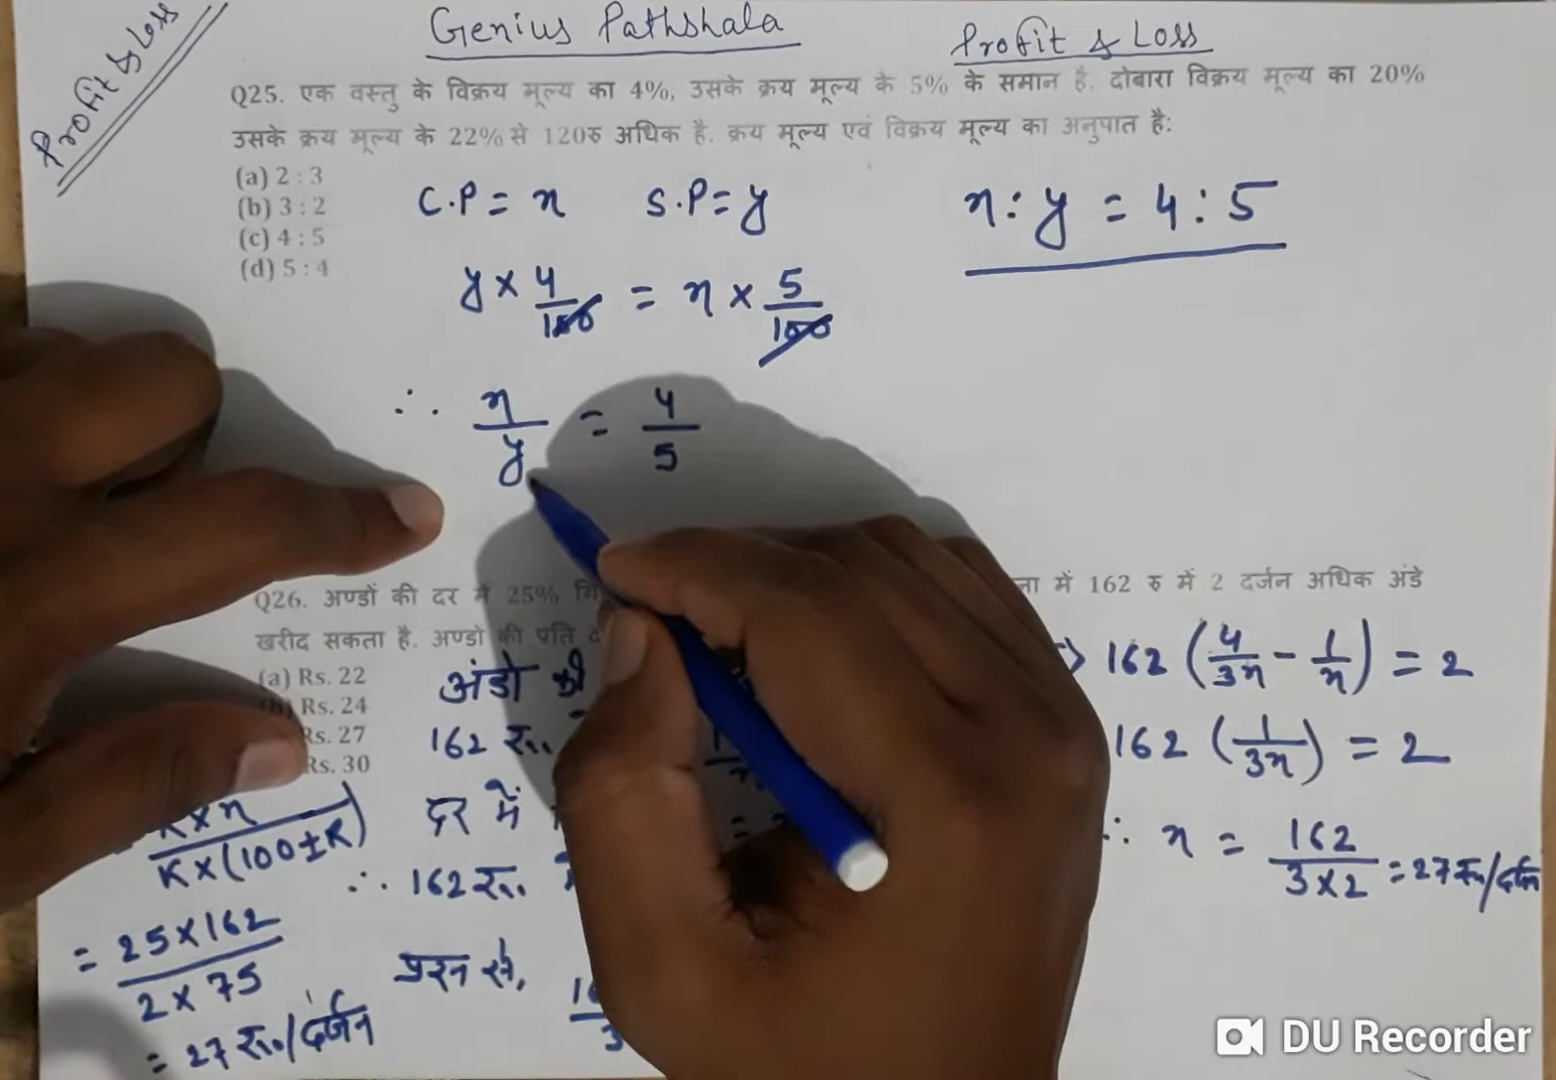 Profit & Loss
Genius Pathshala
Profit & Loss
Q25. एक वस्तु के विक्रय मूल्य का 4%, उसके क्रय मूल्य के 5% के समान है. दोबारा विक्रय मूल्य का 20%
उसके क्रय मूल्य के 22% से 120रु अधिक है. क्रय मूल्य एवं विक्रय मूल्य का अनुपात है:
(a) 2 : 3
(b) 3 : 2
(c) 4 : 5
(d) 5 : 4
C.P = x S.P = y
x : y = 4 : 5
y × 4/100 = x × 5/100
∴ x/y = 4/5
Q26. अण्डों की दर में 25%
में 162 रु में 2 दर्जन अधिक अंडे
खरीद सकता है. अण्डो की प्रति
(a) Rs. 22
(b) Rs. 24
Rs. 27
Rs. 30
अंडो की
162 रू.
दर में
∴ 162 रू.
प्रश्न से,
162 (4/3x - 1/x) = 2
162 (1/3x) = 2
∴ x = 162/3×2 = 27 रू./दर्जन
K×(100±R)
= 25×162/2×75
= 27 रू./दर्जन
DU Recorder